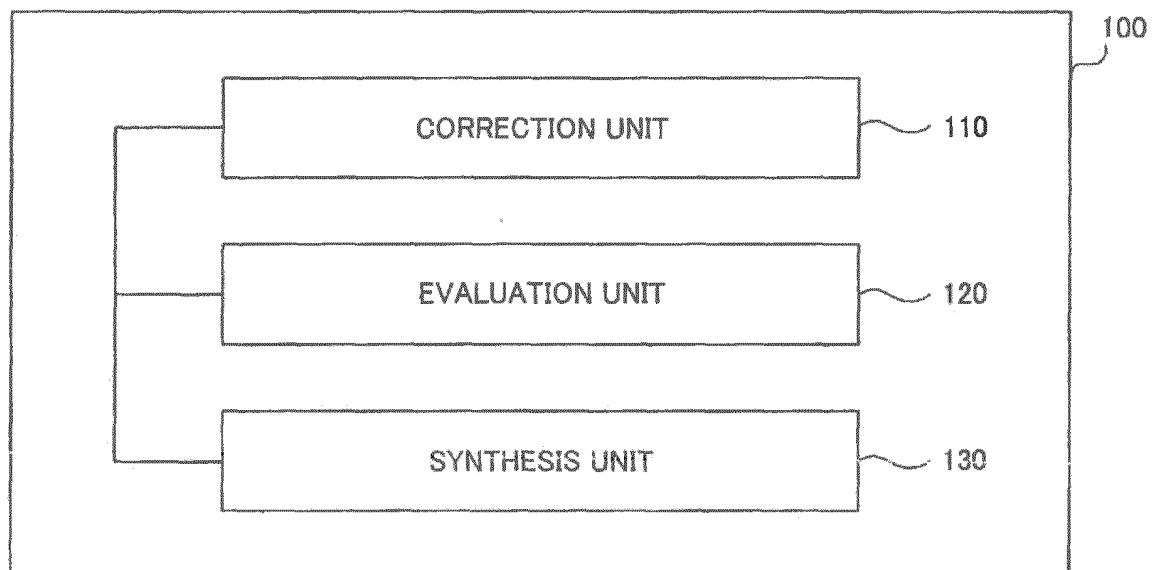 100
CORRECTION UNIT 110
EVALUATION UNIT 120
SYNTHESIS UNIT 130